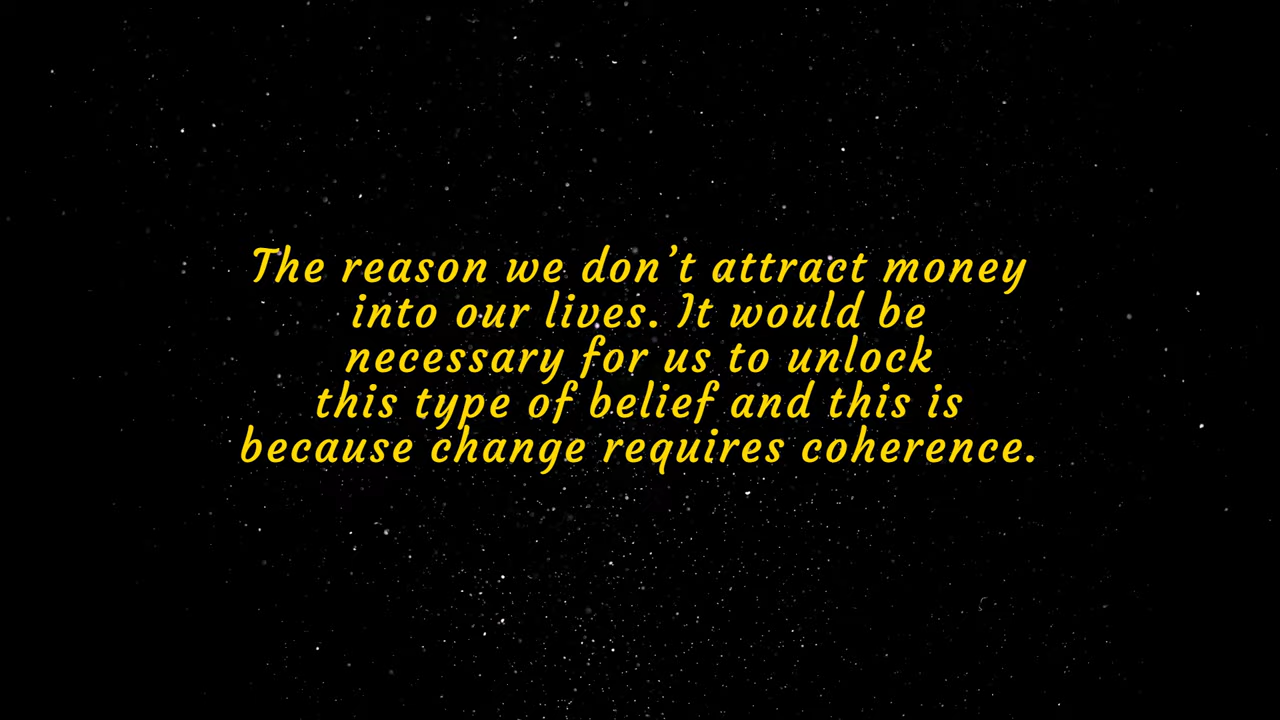 The reason we don’t attract money
into our lives. It would be
necessary for us to unlock
this type of belief and this is
because change requires coherence.